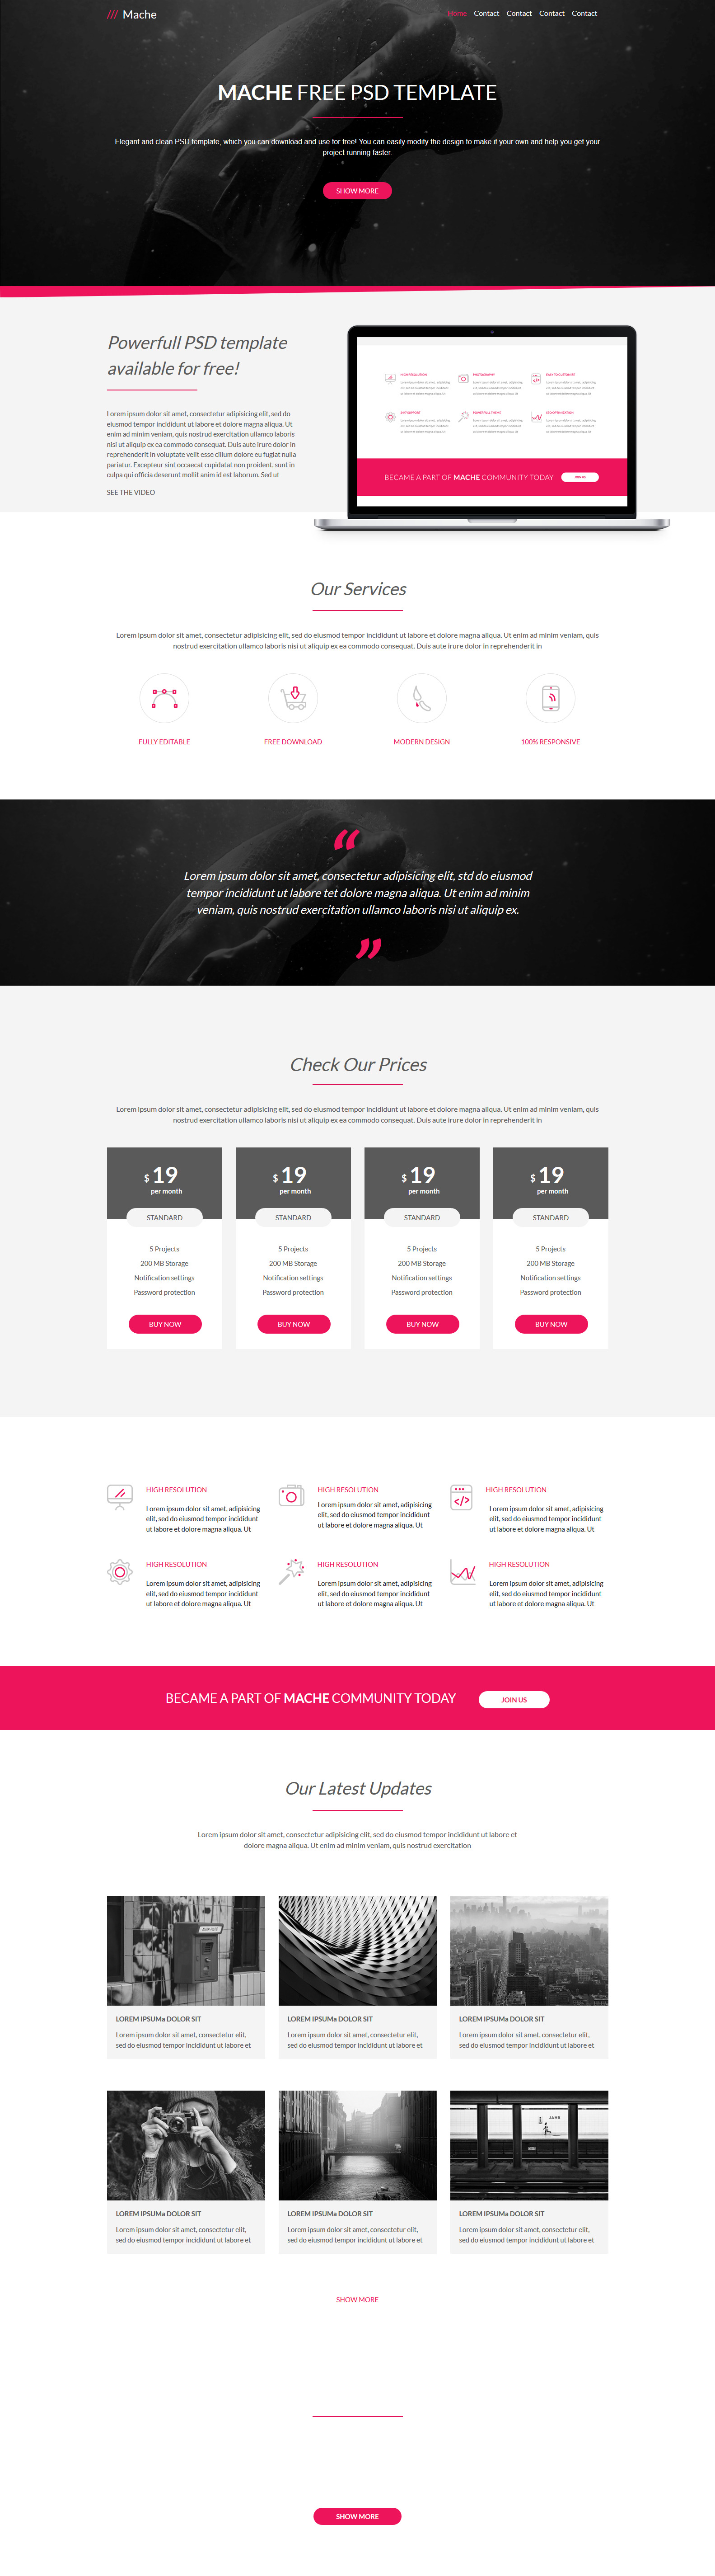 /// Mache
Home Contact Contact Contact Contact
MACHE FREE PSD TEMPLATE
Elegant and clean PSD template, which you can download and use for free! You can easily modify the design to make it your own and help you get your
project running faster.
SHOW MORE
Powerfull PSD template
available for free!
Lorem ipsum dolor sit amet, consectetur adipisicing elit, sed do
eiusmod tempor incididunt ut labore et dolore magna aliqua. Ut
enim ad minim veniam, quis nostrud exercitation ullamco laboris
nisi ut aliquip ex ea commodo consequat. Duis aute irure dolor in
reprehenderit in voluptate velit esse cillum dolore eu fugiat nulla
pariatur. Excepteur sint occaecat cupidatat non proident, sunt in
culpa qui officia deserunt mollit anim id est laborum. Sed ut
SEE THE VIDEO
HIGH RESOLUTION
PHOTOGRAPHY
EASY TO CUSTOMIZE
BECAME A PART OF MACHE COMMUNITY TODAY
JOIN US
Our Services
Lorem ipsum dolor sit amet, consectetur adipisicing elit, sed do eiusmod tempor incididunt ut labore et dolore magna aliqua. Ut enim ad minim veniam, quis
nostrud exercitation ullamco laboris nisi ut aliquip ex ea commodo consequat. Duis aute irure dolor in reprehenderit in
FULLY EDITABLE
FREE DOWNLOAD
MODERN DESIGN
100% RESPONSIVE
“
Lorem ipsum dolor sit amet, consectetur adipisicing elit, std do eiusmod
tempor incididunt ut labore tet dolore magna aliqua. Ut enim ad minim
veniam, quis nostrud exercitation ullamco laboris nisi ut aliquip ex.
”
Check Our Prices
Lorem ipsum dolor sit amet, consectetur adipisicing elit, sed do eiusmod tempor incididunt ut labore et dolore magna aliqua. Ut enim ad minim veniam, quis
nostrud exercitation ullamco laboris nisi ut aliquip ex ea commodo consequat. Duis aute irure dolor in reprehenderit in
$ 19
per month
STANDARD
5 Projects
200 MB Storage
Notification settings
Password protection
BUY NOW
$ 19
per month
STANDARD
5 Projects
200 MB Storage
Notification settings
Password protection
BUY NOW
$ 19
per month
STANDARD
5 Projects
200 MB Storage
Notification settings
Password protection
BUY NOW
$ 19
per month
STANDARD
5 Projects
200 MB Storage
Notification settings
Password protection
BUY NOW
HIGH RESOLUTION
Lorem ipsum dolor sit amet, adipisicing
elit, sed do eiusmod tempor incididunt
ut labore et dolore magna aliqua. Ut
HIGH RESOLUTION
Lorem ipsum dolor sit amet, adipisicing
elit, sed do eiusmod tempor incididunt
ut labore et dolore magna aliqua. Ut
HIGH RESOLUTION
Lorem ipsum dolor sit amet, adipisicing
elit, sed do eiusmod tempor incididunt
ut labore et dolore magna aliqua. Ut
HIGH RESOLUTION
Lorem ipsum dolor sit amet, adipisicing
elit, sed do eiusmod tempor incididunt
ut labore et dolore magna aliqua. Ut
HIGH RESOLUTION
Lorem ipsum dolor sit amet, adipisicing
elit, sed do eiusmod tempor incididunt
ut labore et dolore magna aliqua. Ut
HIGH RESOLUTION
Lorem ipsum dolor sit amet, adipisicing
elit, sed do eiusmod tempor incididunt
ut labore et dolore magna aliqua. Ut
BECAME A PART OF MACHE COMMUNITY TODAY
JOIN US
Our Latest Updates
Lorem ipsum dolor sit amet, consectetur adipisicing elit, sed do eiusmod tempor incididunt ut labore et
dolore magna aliqua. Ut enim ad minim veniam, quis nostrud exercitation
LOREM IPSUMa DOLOR SIT
Lorem ipsum dolor sit amet, consectetur elit,
sed do eiusmod tempor incididunt ut labore et
LOREM IPSUMa DOLOR SIT
Lorem ipsum dolor sit amet, consectetur elit,
sed do eiusmod tempor incididunt ut labore et
LOREM IPSUMa DOLOR SIT
Lorem ipsum dolor sit amet, consectetur elit,
sed do eiusmod tempor incididunt ut labore et
JANE
LOREM IPSUMa DOLOR SIT
Lorem ipsum dolor sit amet, consectetur elit,
sed do eiusmod tempor incididunt ut labore et
LOREM IPSUMa DOLOR SIT
Lorem ipsum dolor sit amet, consectetur elit,
sed do eiusmod tempor incididunt ut labore et
LOREM IPSUMa DOLOR SIT
Lorem ipsum dolor sit amet, consectetur elit,
sed do eiusmod tempor incididunt ut labore et
SHOW MORE
SHOW MORE